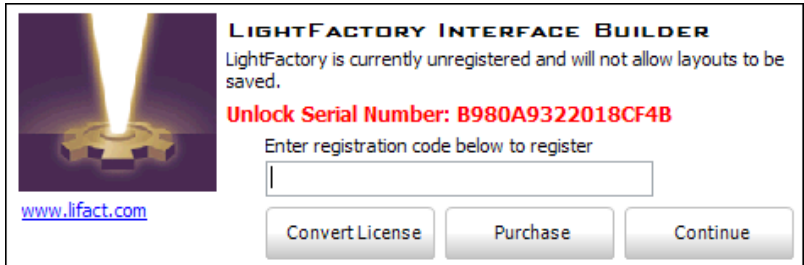 LightFactory Interface Builder
LightFactory is currently unregistered and will not allow layouts to be
saved.
Unlock Serial Number: B980A9322018CF4B
Enter registration code below to register
www.lifact.com
Convert License
Purchase
Continue